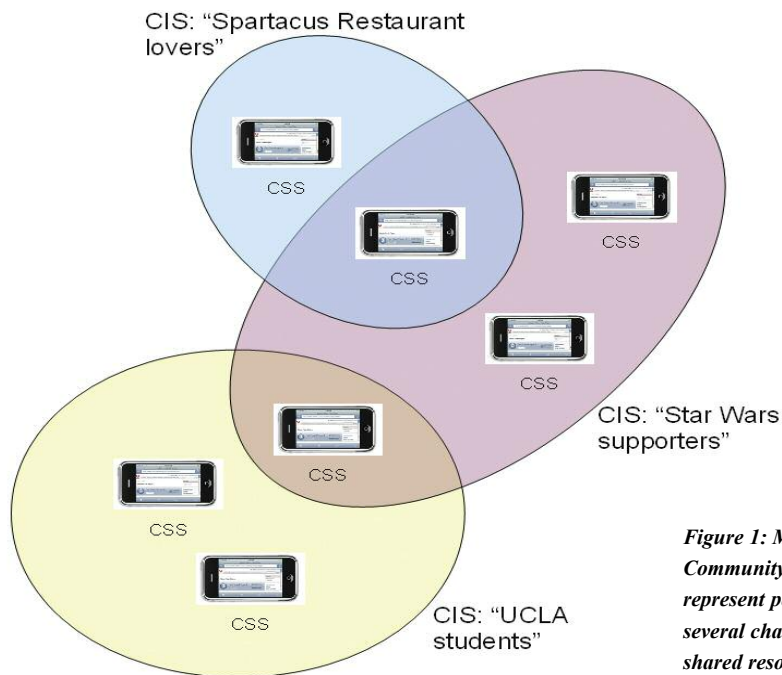 CIS: “Spartacus Restaurant
lovers”
CSS
CSS
CSS
CSS
CIS: “Star Wars
supporters”
CSS
CSS
CSS
CIS: “UCLA
students”
Figure 1: M
Community
represent p
several cha
shared reso